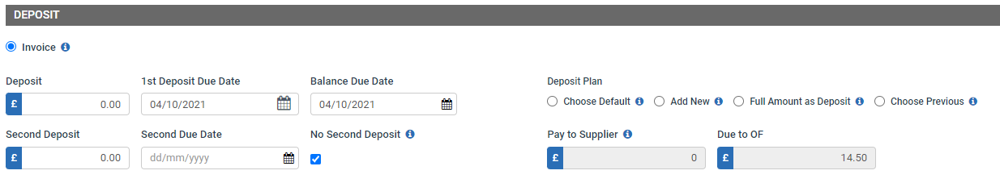 DEPOSIT
Invoice
Deposit 1st Deposit Due Date Balance Due Date Deposit Plan
£ 0.00 04/10/2021 04/10/2021 Choose Default Add New Full Amount as Deposit Choose Previous
Second Deposit Second Due Date No Second Deposit Pay to Supplier Due to OF
£ 0.00 dd/mm/yyyy £ 0 £ 14.50